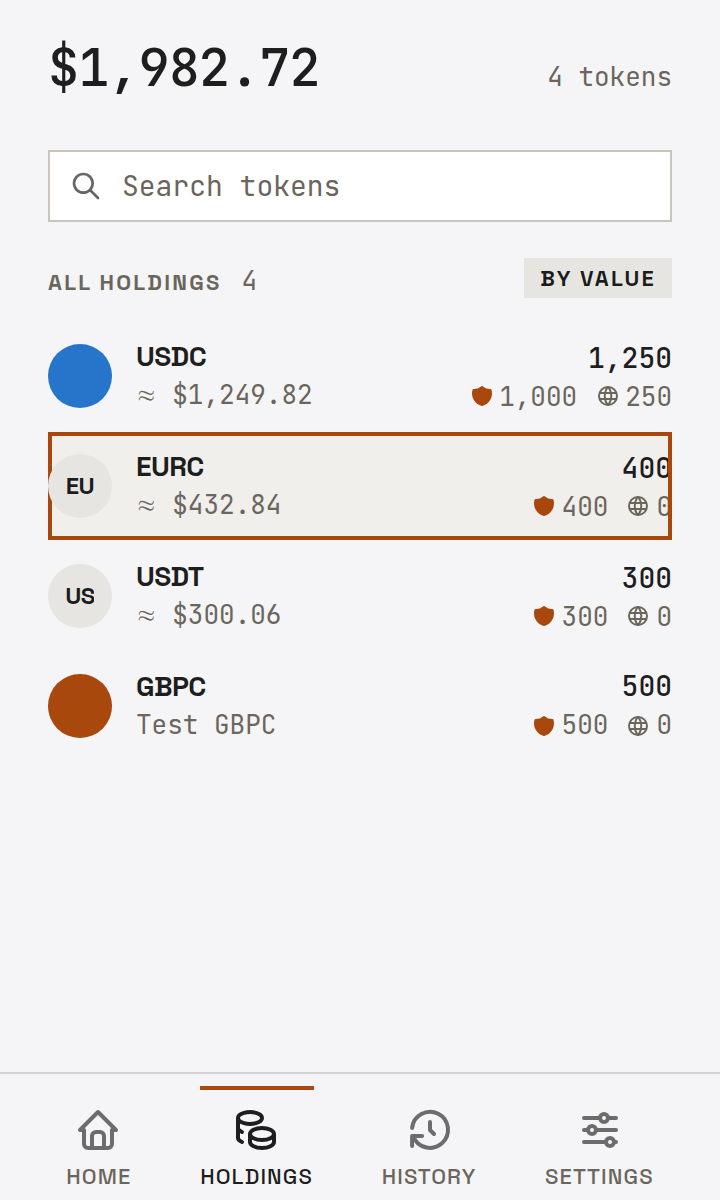 $1,982.72
4 tokens
Search tokens
ALL HOLDINGS 4
BY VALUE
USDC
1,250
≈ $1,249.82
1,000 250
EU
EURC
400
≈ $432.84
400 0
US
USDT
300
≈ $300.06
300 0
GBPC
500
Test GBPC
500 0
HOME
HOLDINGS
HISTORY
SETTINGS